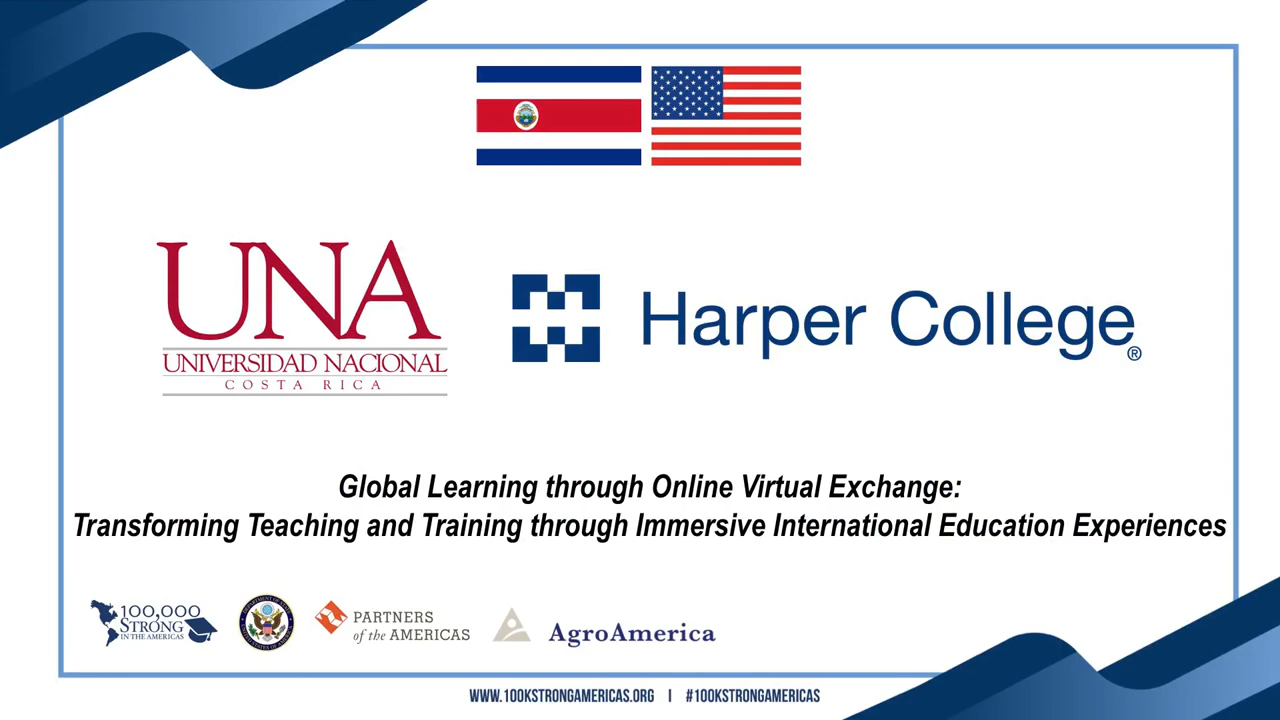 UNA
UNIVERSIDAD NACIONAL
COSTA RICA
Harper College®
Global Learning through Online Virtual Exchange:
Transforming Teaching and Training through Immersive International Education Experiences
100,000
STRONG
IN THE AMERICAS
PARTNERS
of the AMERICAS
AgroAmerica
WWW.100KSTRONGAMERICAS.ORG | #100KSTRONGAMERICAS